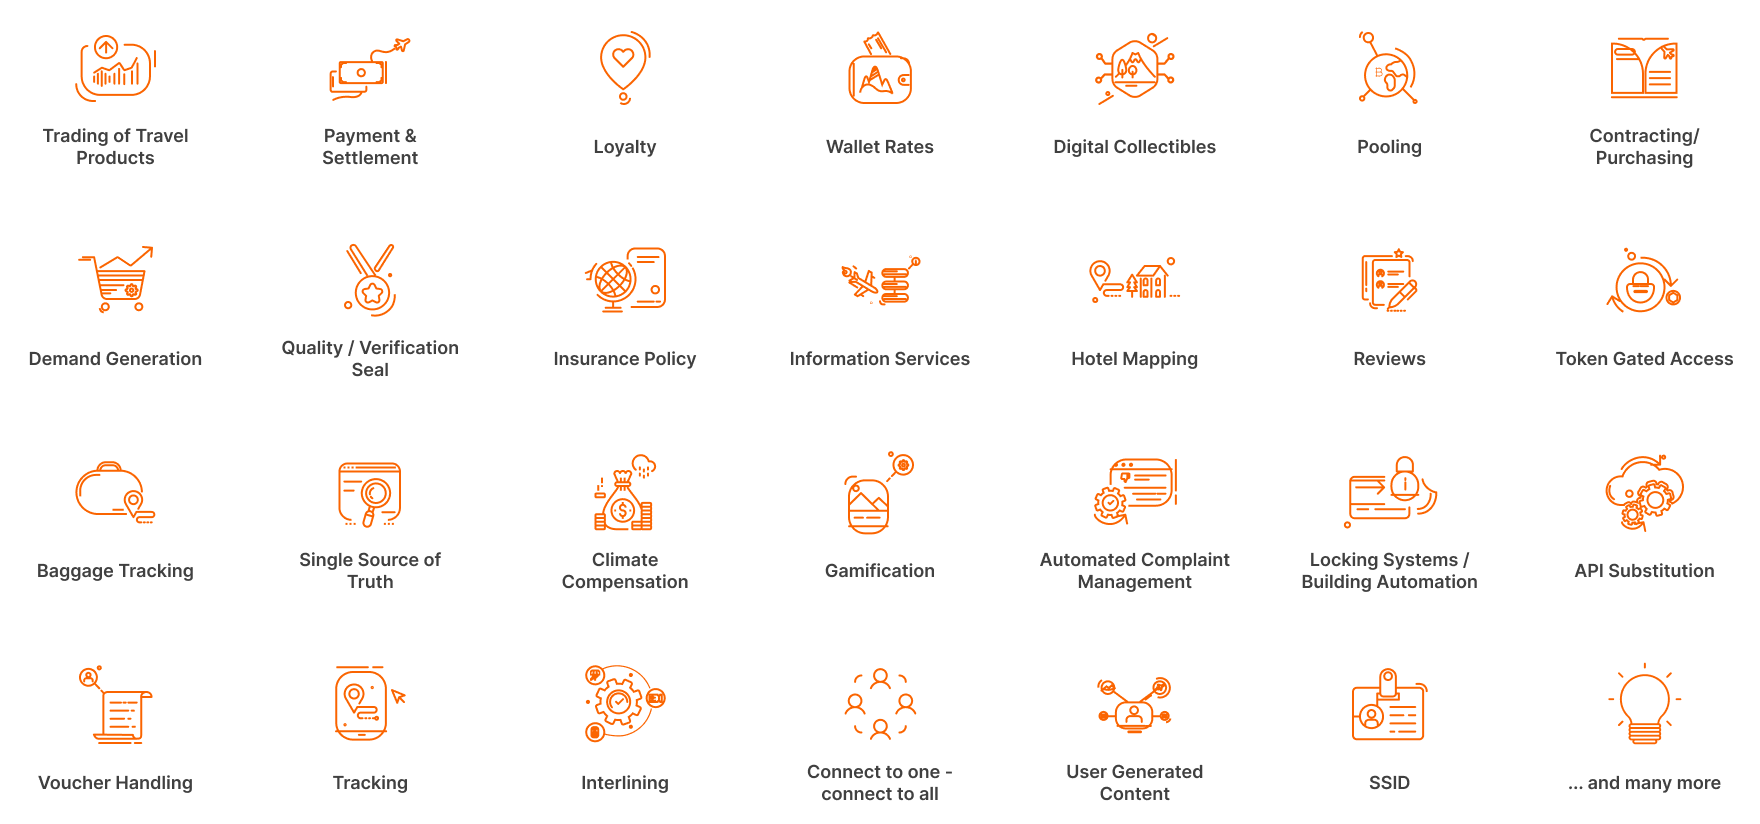 Trading of Travel
Products
Payment &
Settlement
Loyalty
Wallet Rates
Digital Collectibles
Pooling
Contracting/
Purchasing
Demand Generation
Quality / Verification
Seal
Insurance Policy
Information Services
Hotel Mapping
Reviews
Token Gated Access
Baggage Tracking
Single Source of
Truth
Climate
Compensation
Gamification
Automated Complaint
Management
Locking Systems /
Building Automation
API Substitution
Voucher Handling
Tracking
Interlining
Connect to one -
connect to all
User Generated
Content
SSID
... and many more